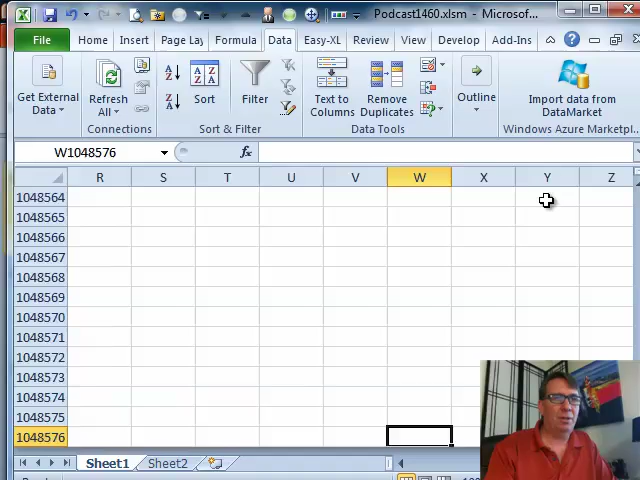 Podcast1460.xlsm - Microsoft...
File Home Insert Page Lay Formula Data Easy-XL Review View Develop Add-Ins
Get External Data
Refresh All
Connections
Sort
Filter
Sort & Filter
Text to Columns
Remove Duplicates
Data Tools
Outline
Import data from DataMarket
Windows Azure Marketpl...
W1048576 fx
R S T U V W X Y Z
1048564
1048565
1048566
1048567
1048568
1048569
1048570
1048571
1048572
1048573
1048574
1048575
1048576
Sheet1 Sheet2